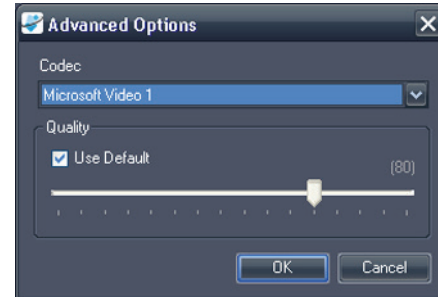 Advanced Options
Codec
Microsoft Video 1
Quality
Use Default
(80)
OK Cancel